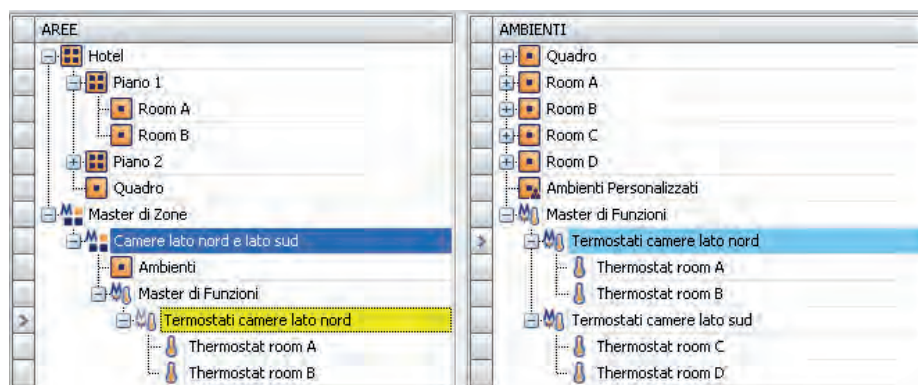 AREE
Hotel
Piano 1
Room A
Room B
Piano 2
Quadro
Master di Zone
Camere lato nord e lato sud
Ambienti
Master di Funzioni
Termostati camere lato nord
Thermostat room A
Thermostat room B
AMBIENTI
Quadro
Room A
Room B
Room C
Room D
Ambienti Personalizzati
Master di Funzioni
Termostati camere lato nord
Thermostat room A
Thermostat room B
Termostati camere lato sud
Thermostat room C
Thermostat room D